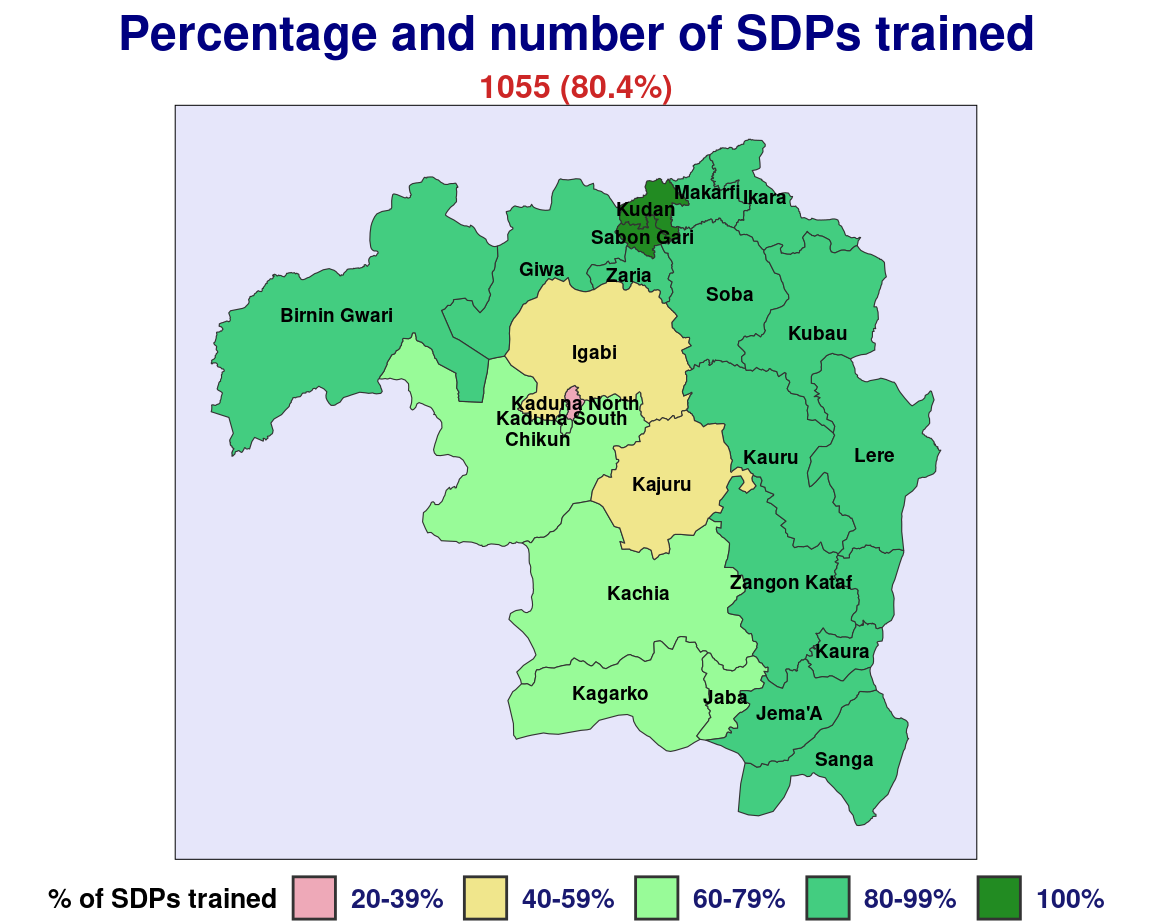 Percentage and number of SDPs trained
1055 (80.4%)
Makarfi
Ikara
Kudan
Sabon Gari
Giwa
Zaria
Soba
Birnin Gwari
Kubau
Igabi
Kaduna North
Kaduna South
Chikun
Kauru
Lere
Kajuru
Zangon Kataf
Kachia
Kaura
Kagarko
Jaba
Jema'A
Sanga
% of SDPs trained 20-39% 40-59% 60-79% 80-99% 100%